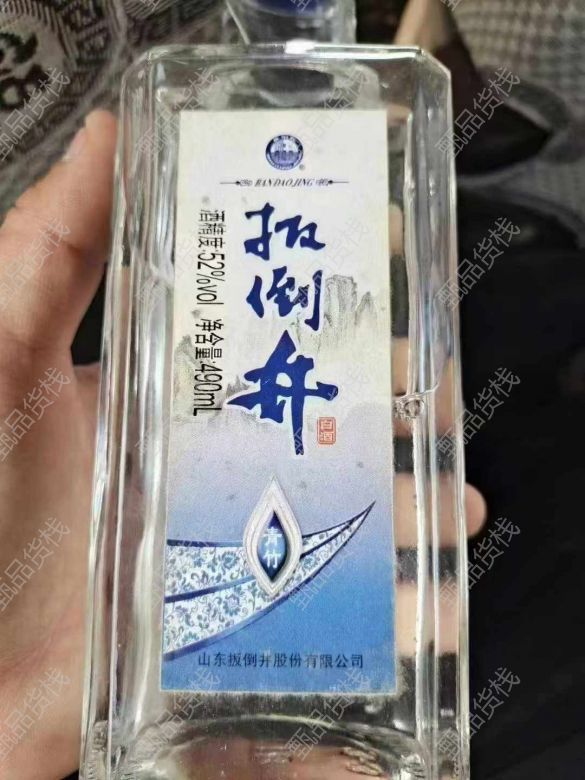 BANDAOJING
扳倒井
白酒
酒精度:52%vol 净含量:490mL
青竹
山东扳倒井股份有限公司
甄品货栈